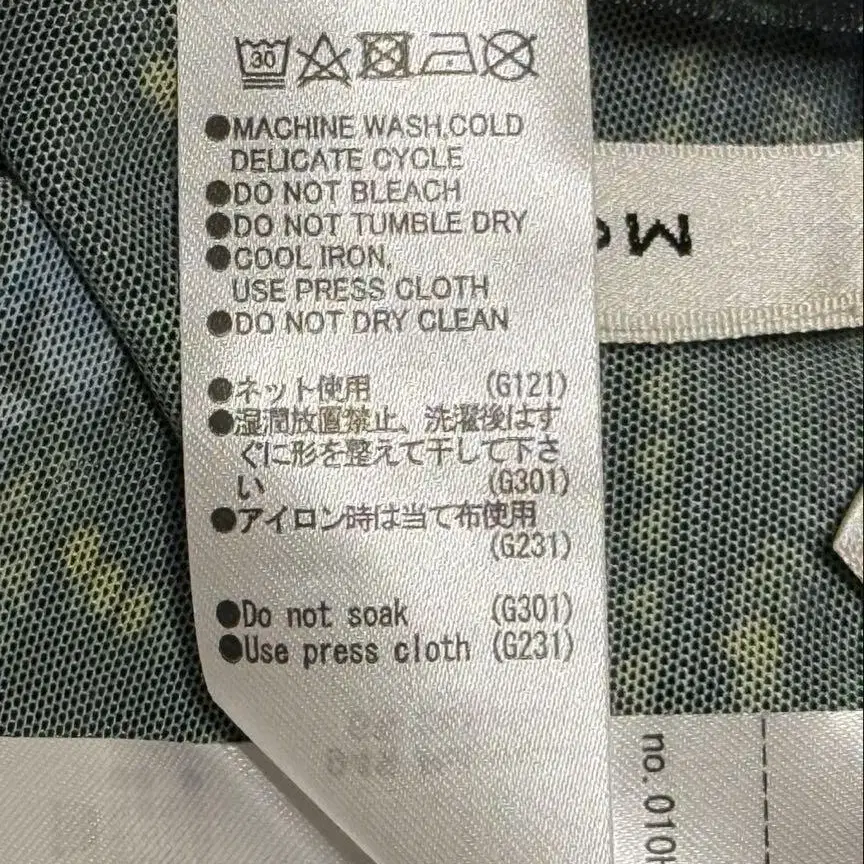 30
●MACHINE WASH,COLD
DELICATE CYCLE
●DO NOT BLEACH
●DO NOT TUMBLE DRY
●COOL IRON,
USE PRESS CLOTH
●DO NOT DRY CLEAN
●ネット使用 (G121)
●湿潤放置禁止、洗濯後はす
ぐに形を整えて干して下さ
い (G301)
●アイロン時は当て布使用
(G231)
●Do not soak (G301)
●Use press cloth (G231)
no. 010